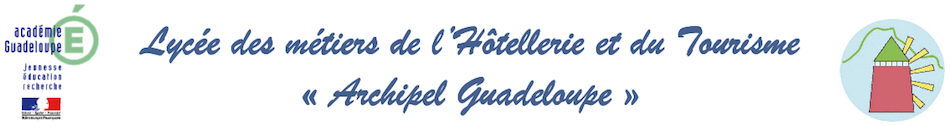 académie
Guadeloupe
É
jeunesse
éducation
recherche
Lycée des métiers de l'Hôtellerie et du Tourisme
« Archipel Guadeloupe »